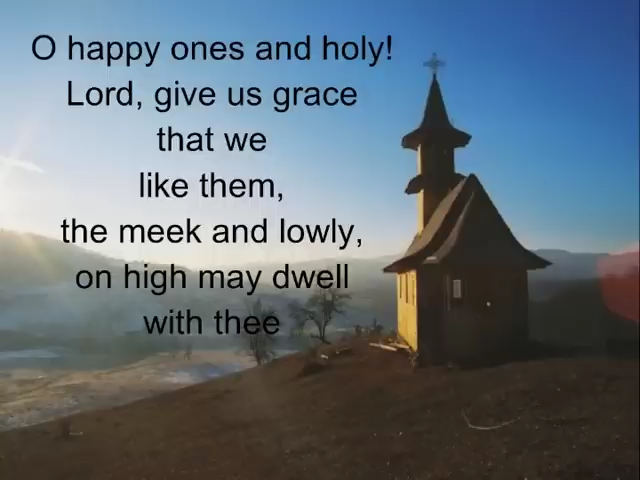 O happy ones and holy!
Lord, give us grace
that we
like them,
the meek and lowly,
on high may dwell
with thee